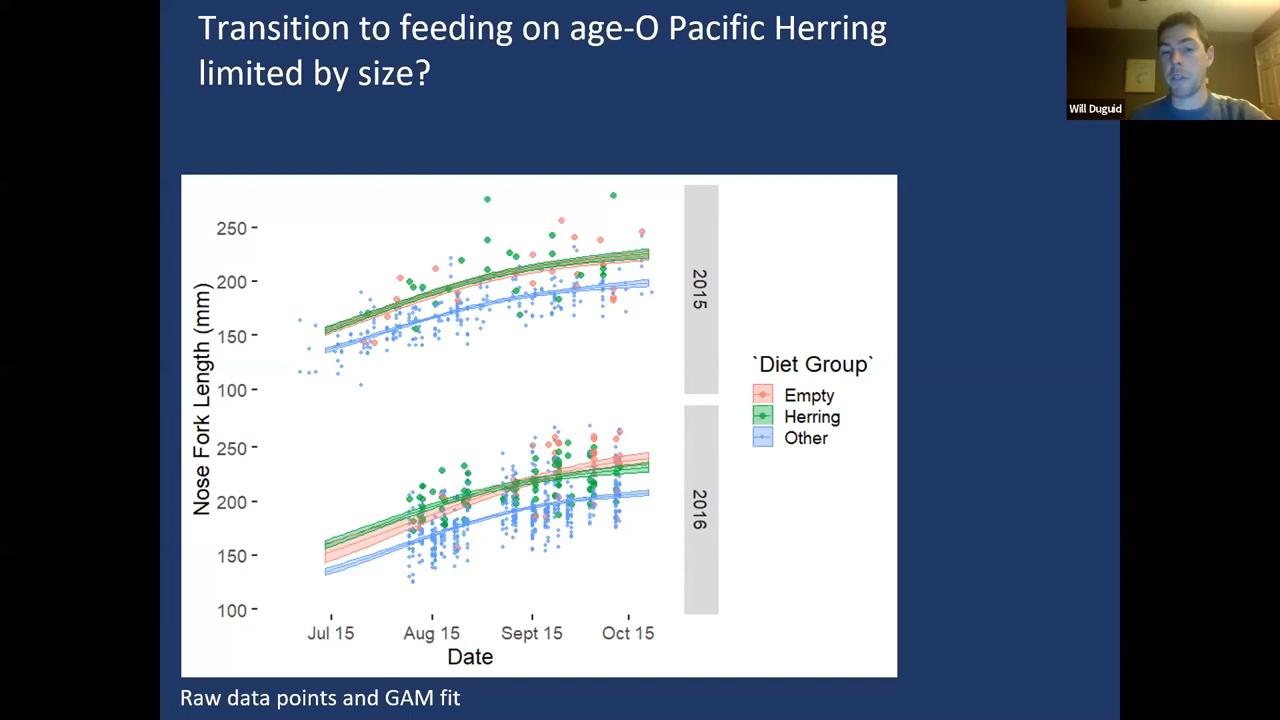 Transition to feeding on age-O Pacific Herring
limited by size?
Will Duguid
Nose Fork Length (mm)
250
200
150
100
2015
250
200
150
100
2016
Jul 15 Aug 15 Sept 15 Oct 15
Date
`Diet Group`
Empty
Herring
Other
Raw data points and GAM fit